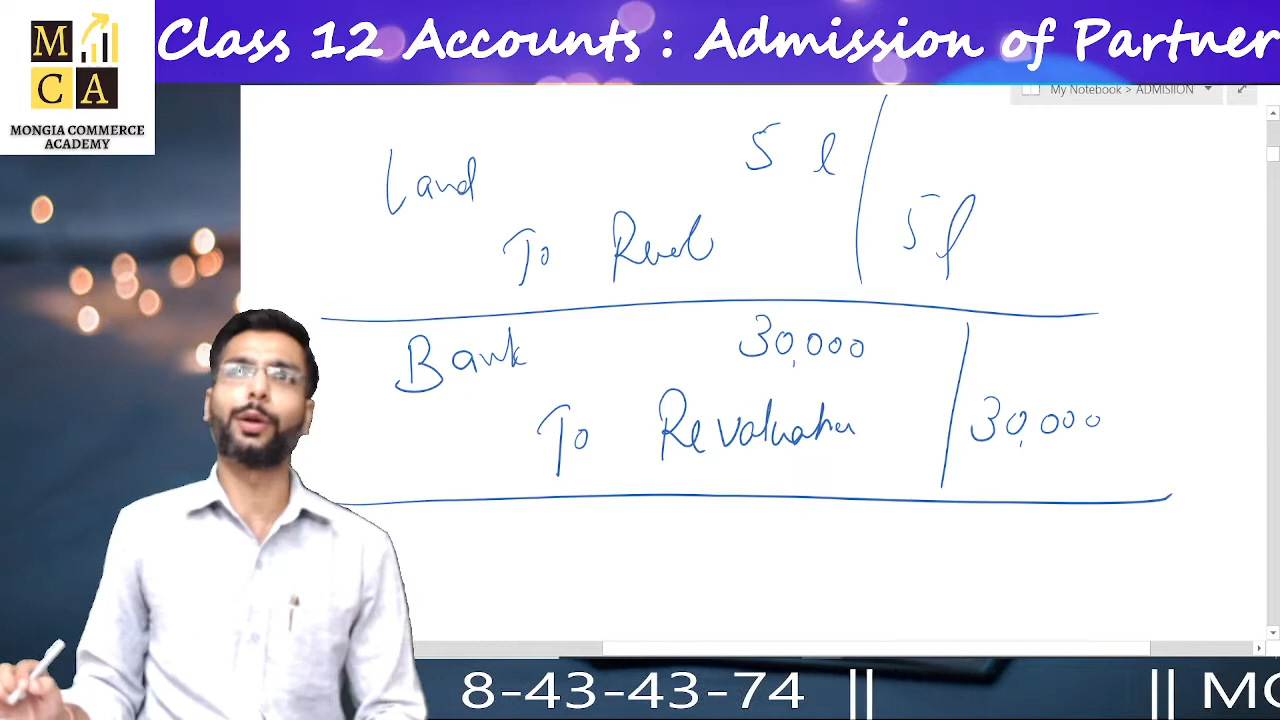 M
C A
MONGIA COMMERCE
ACADEMY
Class 12 Accounts : Admission of Partner
My Notebook > ADMISIION
Land 5 l
To Reval 5 l
Bank 30,000
To Revaluation 30,000
8-43-43-74 || || MC